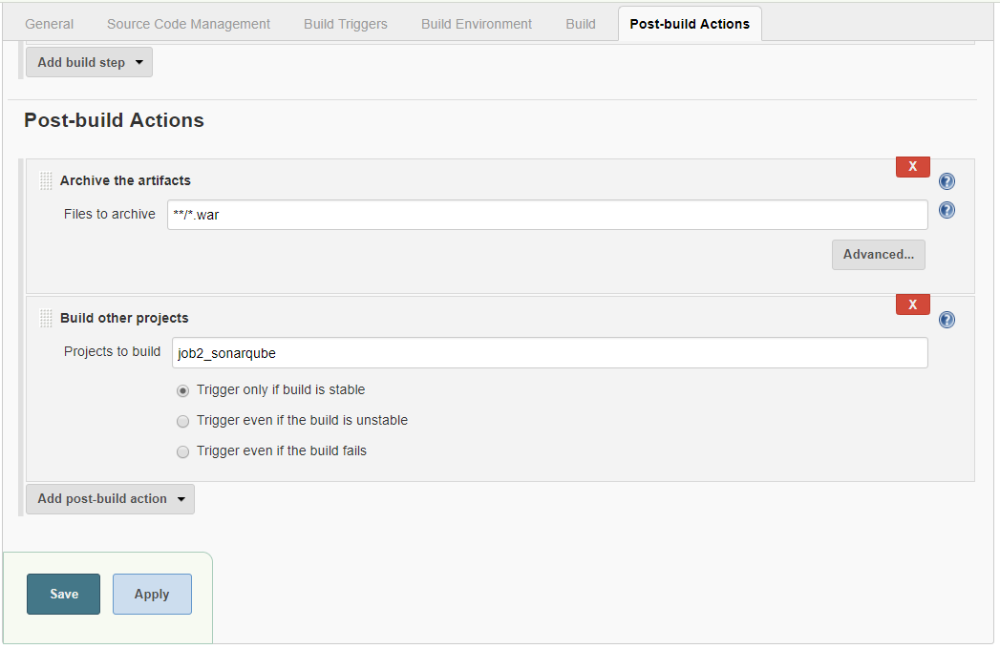 General Source Code Management Build Triggers Build Environment Build Post-build Actions
Add build step
Post-build Actions
X
Archive the artifacts ?
Files to archive **/*.war ?
Advanced...
X
Build other projects ?
Projects to build job2_sonarqube
Trigger only if build is stable
Trigger even if the build is unstable
Trigger even if the build fails
Add post-build action
Save Apply